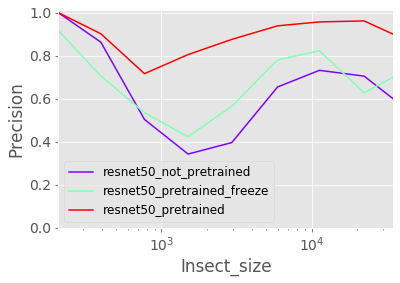 1.0
0.8
0.6
0.4
0.2
0.0
Precision
resnet50_not_pretrained
resnet50_pretrained_freeze
resnet50_pretrained
10³
10⁴
Insect_size